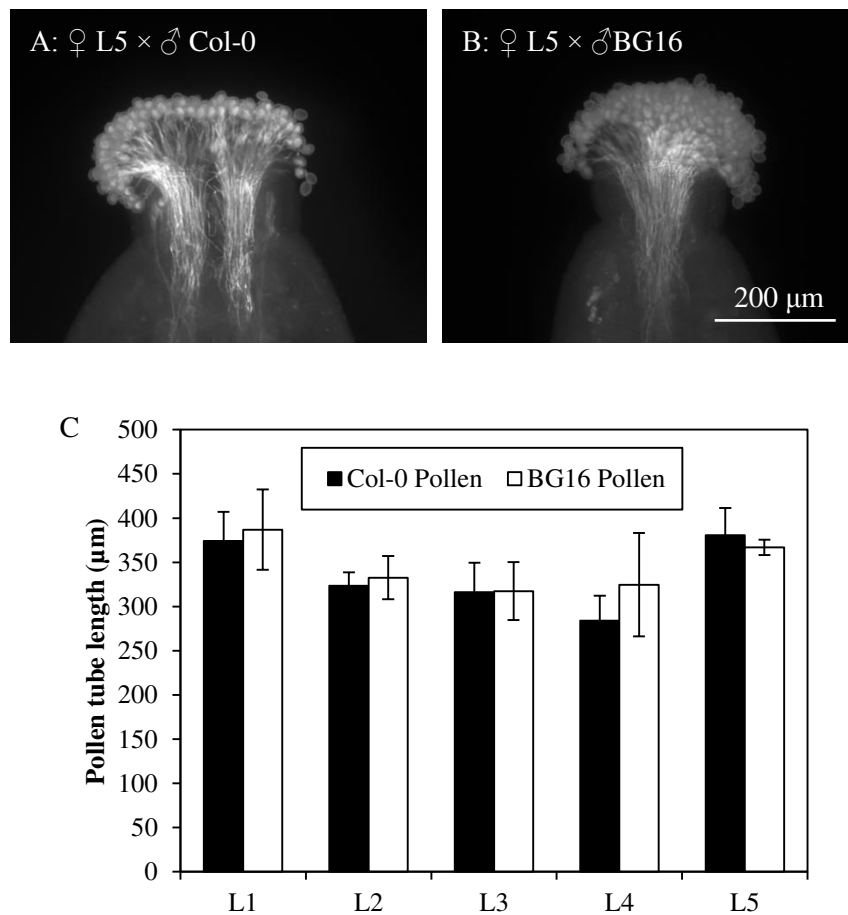 A: ♀ L5 × ♂ Col-0
B: ♀ L5 × ♂BG16
200 µm
C
500
450
400
350
300
250
200
150
100
50
0
Pollen tube length (µm)
Col-0 Pollen
BG16 Pollen
L1 L2 L3 L4 L5